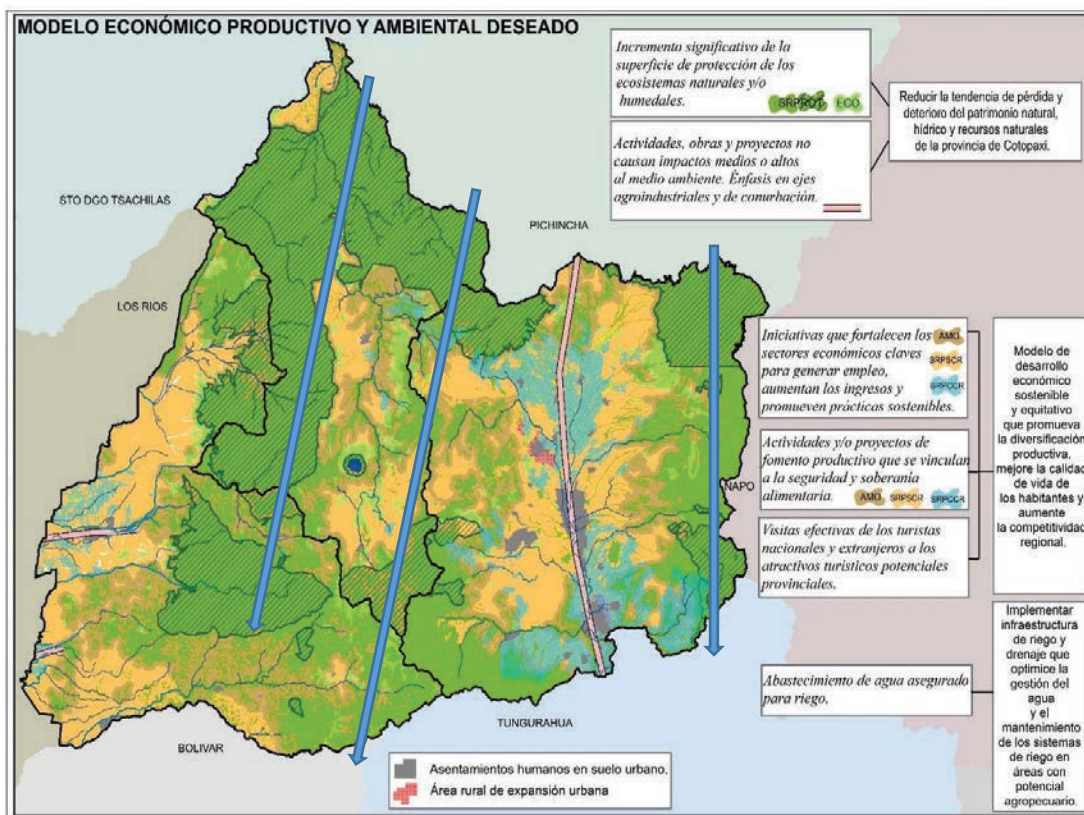 MODELO ECONÓMICO PRODUCTIVO Y AMBIENTAL DESEADO
Incremento significativo de la
superficie de protección de los
ecosistemas naturales y/o
humedales.
SRPROT ECO
Actividades, obras y proyectos no
causan impactos medios o altos
al medio ambiente. Énfasis en ejes
agroindustriales y de conurbación.
Reducir la tendencia de pérdida y
deterioro del patrimonio natural,
hídrico y recursos naturales
de la provincia de Cotopaxi.
STO DGO TSACHILAS
PICHINCHA
LOS RIOS
NAPO
TUNGURAHUA
BOLIVAR
Iniciativas que fortalecen los
sectores económicos claves
para generar empleo,
aumentan los ingresos y
promueven prácticas sostenibles.
AMO
SRPSCR
SRPCCR
Actividades y/o proyectos de
fomento productivo que se vinculan
a la seguridad y soberanía
alimentaria.
AMO SRPSCR SRPCCR
Visitas efectivas de los turistas
nacionales y extranjeros a los
atractivos turisticos potenciales
provinciales.
Modelo de
desarrollo
económico
sostenible
y equitativo
que promueva
la diversificación
productiva,
mejore la calidad
de vida de
los habitantes y
aumente
la competitividad
regional.
Abastecimiento de agua asegurado
para riego,
Implementar
infraestructura
de riego y
drenaje que
optimice la
gestión del
agua
y el
mantenimiento
de los sistemas
de riego en
áreas con
potencial
agropecuario.
Asentamientos humanos en suelo urbano.
Área rural de expansión urbana